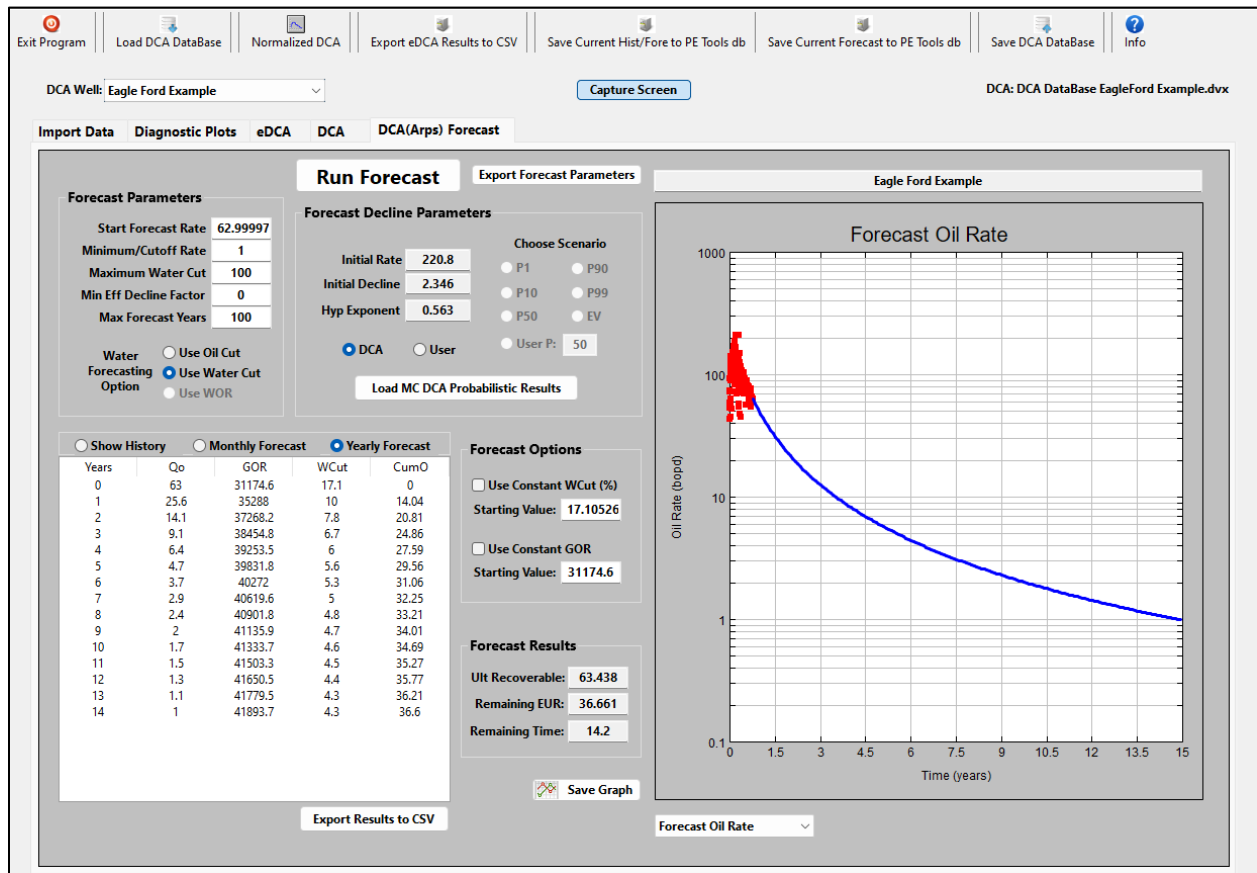 Exit Program Load DCA DataBase Normalized DCA Export eDCA Results to CSV Save Current Hist/Fore to PE Tools db Save Current Forecast to PE Tools db Save DCA DataBase Info
DCA Well: Eagle Ford Example Capture Screen DCA: DCA DataBase EagleFord Example.dvx
Import Data Diagnostic Plots eDCA DCA DCA(Arps) Forecast
Run Forecast Export Forecast Parameters
Forecast Parameters
Start Forecast Rate 62.99997
Minimum/Cutoff Rate 1
Maximum Water Cut 100
Min Eff Decline Factor 0
Max Forecast Years 100
Water Forecasting Option
Use Oil Cut
Use Water Cut
Use WOR
Forecast Decline Parameters
Initial Rate 220.8
Initial Decline 2.346
Hyp Exponent 0.563
DCA User
Choose Scenario
P1 P90
P10 P99
P50 EV
User P: 50
Load MC DCA Probabilistic Results
Show History Monthly Forecast Yearly Forecast
Years Qo GOR WCut CumO
0 63 31174.6 17.1 0
1 25.6 35288 10 14.04
2 14.1 37268.2 7.8 20.81
3 9.1 38454.8 6.7 24.86
4 6.4 39253.5 6 27.59
5 4.7 39831.8 5.6 29.56
6 3.7 40272 5.3 31.06
7 2.9 40619.6 5 32.25
8 2.4 40901.8 4.8 33.21
9 2 41135.9 4.7 34.01
10 1.7 41333.7 4.6 34.69
11 1.5 41503.3 4.5 35.27
12 1.3 41650.5 4.4 35.77
13 1.1 41779.5 4.3 36.21
14 1 41893.7 4.3 36.6
Export Results to CSV
Forecast Options
Use Constant WCut (%)
Starting Value: 17.10526
Use Constant GOR
Starting Value: 31174.6
Forecast Results
Ult Recoverable: 63.438
Remaining EUR: 36.661
Remaining Time: 14.2
Save Graph
Eagle Ford Example
Forecast Oil Rate
Oil Rate (bopd)
1000
100
10
1
0.1
0 1.5 3 4.5 6 7.5 9 10.5 12 13.5 15
Time (years)
Forecast Oil Rate